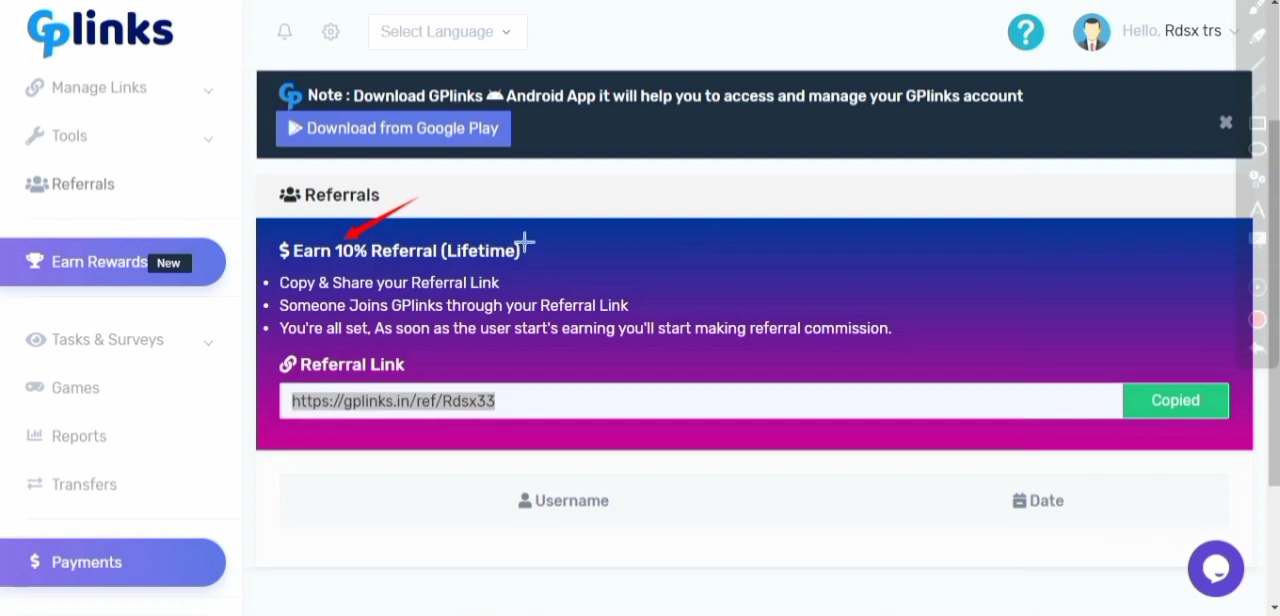 GPlinks
Select Language
?
Hello, Rdsx trs
Manage Links
Tools
Referrals
Earn Rewards New
Tasks & Surveys
Games
Reports
Transfers
$ Payments
Note : Download GPlinks Android App it will help you to access and manage your GPlinks account
Download from Google Play
Referrals
$ Earn 10% Referral (Lifetime)
• Copy & Share your Referral Link
• Someone Joins GPlinks through your Referral Link
• You're all set, As soon as the user start's earning you'll start making referral commission.
Referral Link
https://gplinks.in/ref/Rdsx33
Copied
Username
Date